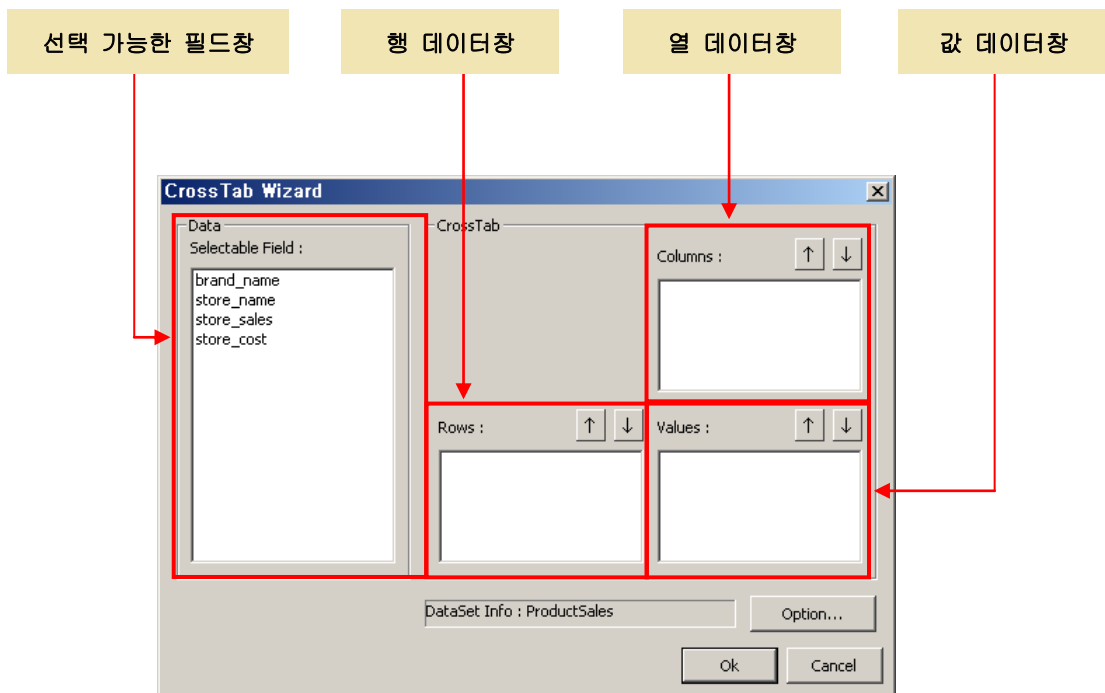 선택 가능한 필드창
행 데이터창
열 데이터창
값 데이터창
CrossTab Wizard
Data
Selectable Field :
brand_name
store_name
store_sales
store_cost
CrossTab
Columns :
↑ ↓
Rows :
↑ ↓
Values :
↑ ↓
DataSet Info : ProductSales
Option...
Ok
Cancel